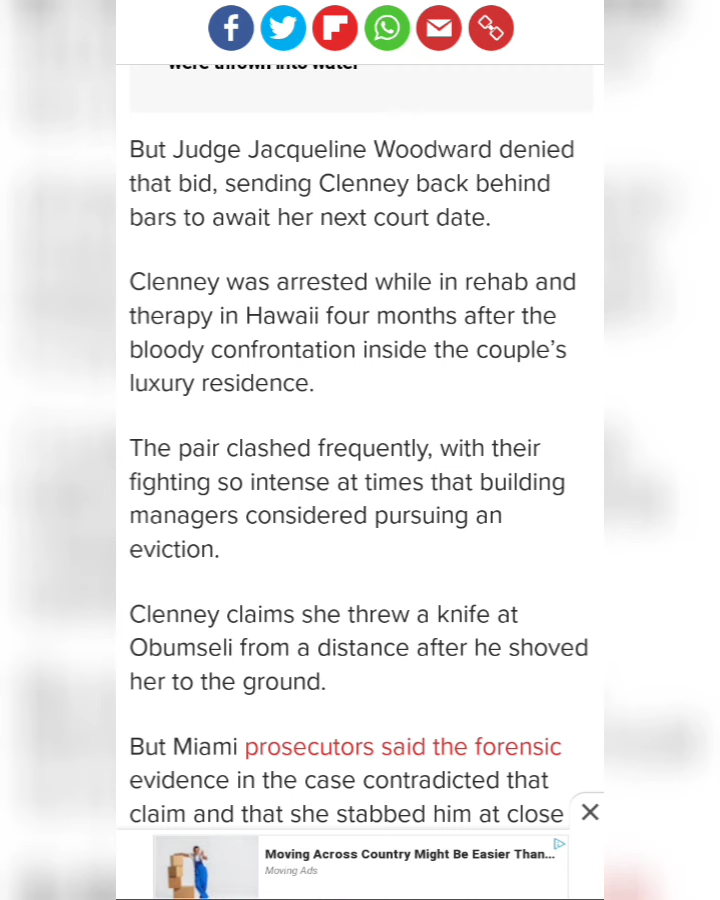 were thrown into water
But Judge Jacqueline Woodward denied
that bid, sending Clenney back behind
bars to await her next court date.
Clenney was arrested while in rehab and
therapy in Hawaii four months after the
bloody confrontation inside the couple’s
luxury residence.
The pair clashed frequently, with their
fighting so intense at times that building
managers considered pursuing an
eviction.
Clenney claims she threw a knife at
Obumseli from a distance after he shoved
her to the ground.
But Miami prosecutors said the forensic
evidence in the case contradicted that
claim and that she stabbed him at close
Moving Across Country Might Be Easier Than...
Moving Ads